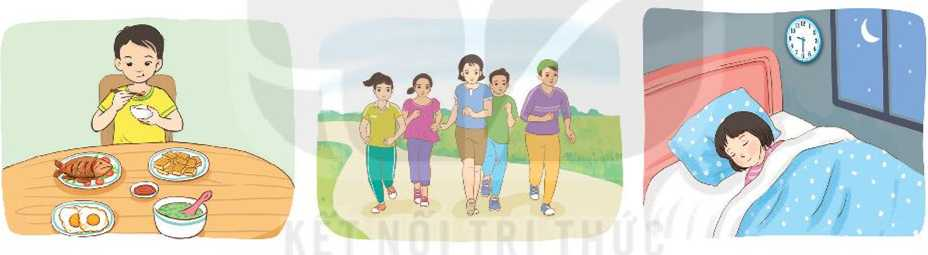 KẾT NỐI TRI THỨC